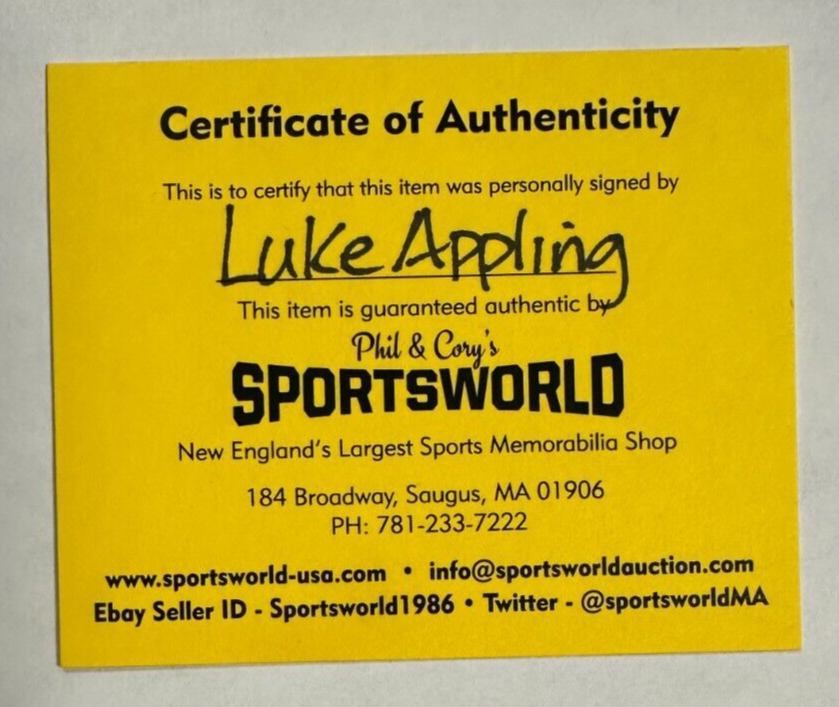 Certificate of Authenticity
This is to certify that this item was personally signed by
Luke Appling
This item is guaranteed authentic by
Phil & Cory's
SPORTSWORLD
New England's Largest Sports Memorabilia Shop
184 Broadway, Saugus, MA 01906
PH: 781-233-7222
www.sportsworld-usa.com • info@sportsworldauction.com
Ebay Seller ID - Sportsworld1986 • Twitter - @sportsworldMA